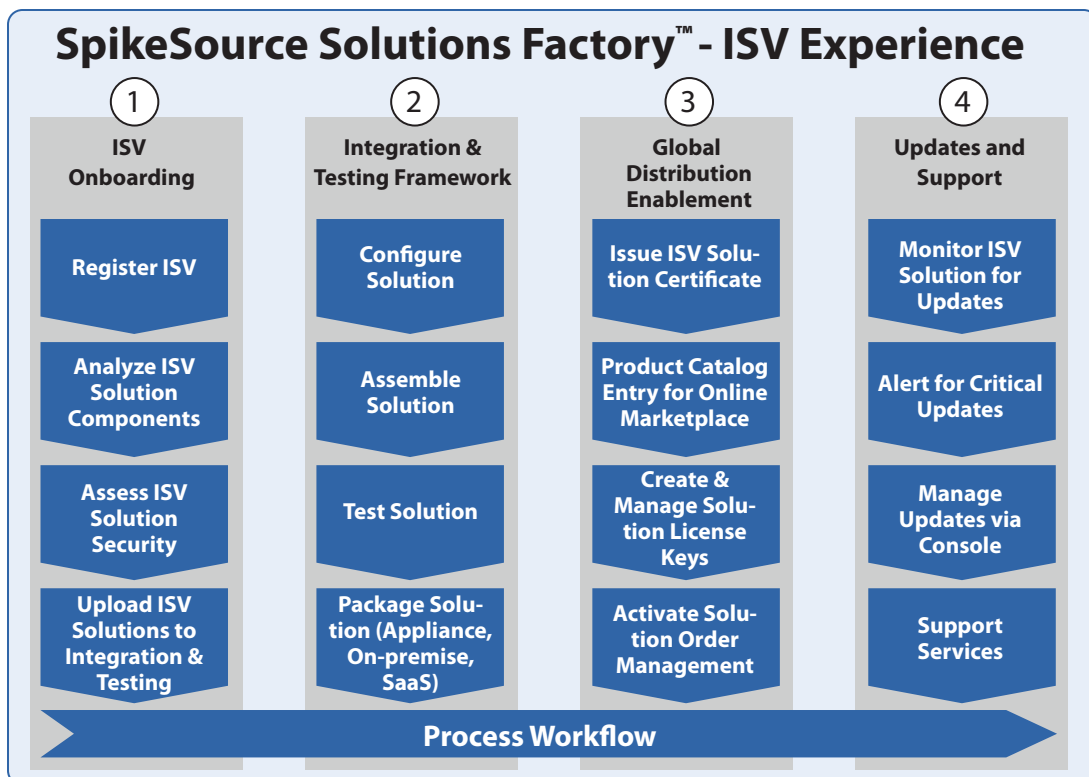 SpikeSource Solutions Factory™ - ISV Experience
1
ISV
Onboarding
Register ISV
Analyze ISV
Solution
Components
Assess ISV
Solution
Security
Upload ISV
Solutions to
Integration &
Testing
2
Integration &
Testing Framework
Configure
Solution
Assemble
Solution
Test Solution
Package Solu-
tion (Appliance,
On-premise,
SaaS)
3
Global
Distribution
Enablement
Issue ISV Solu-
tion Certificate
Product Catalog
Entry for Online
Marketplace
Create &
Manage Solu-
tion License
Keys
Activate Solu-
tion Order
Management
4
Updates and
Support
Monitor ISV
Solution for
Updates
Alert for Critical
Updates
Manage
Updates via
Console
Support
Services
Process Workflow